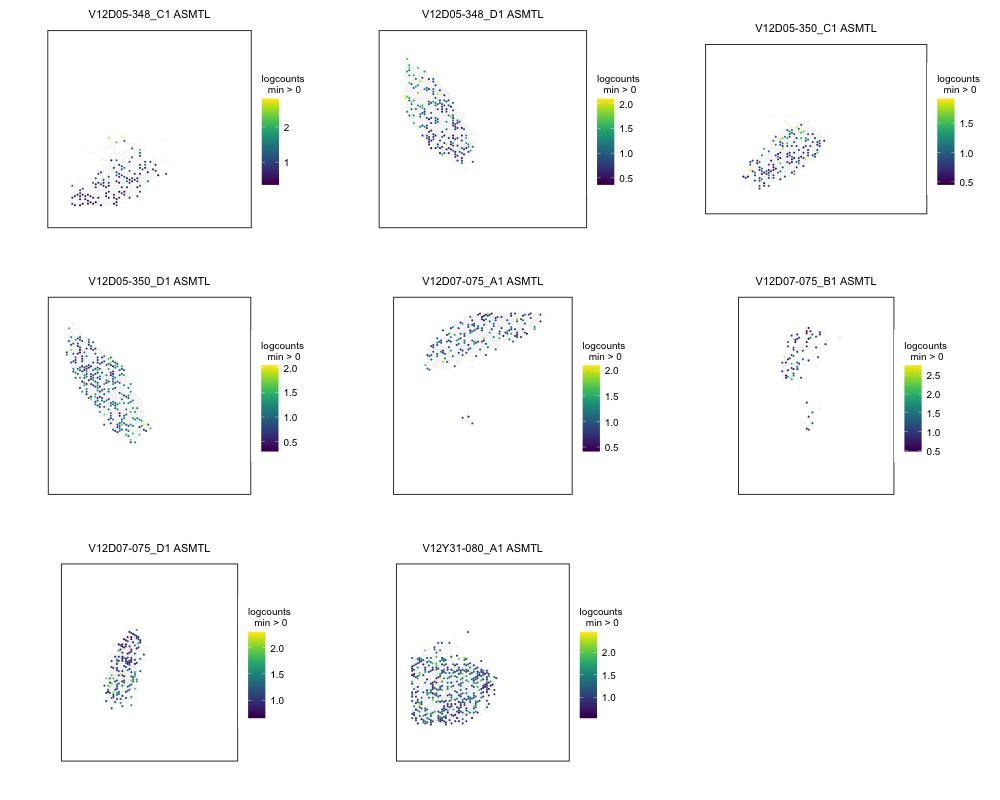 V12D05-348_C1 ASMTL
logcounts
min > 0
2
1
V12D05-348_D1 ASMTL
logcounts
min > 0
2.0
1.5
1.0
0.5
V12D05-350_C1 ASMTL
logcounts
min > 0
1.5
1.0
0.5
V12D05-350_D1 ASMTL
logcounts
min > 0
2.0
1.5
1.0
0.5
V12D07-075_A1 ASMTL
logcounts
min > 0
2.0
1.5
1.0
0.5
V12D07-075_B1 ASMTL
logcounts
min > 0
2.5
2.0
1.5
1.0
0.5
V12D07-075_D1 ASMTL
logcounts
min > 0
2.0
1.5
1.0
V12Y31-080_A1 ASMTL
logcounts
min > 0
2.0
1.5
1.0